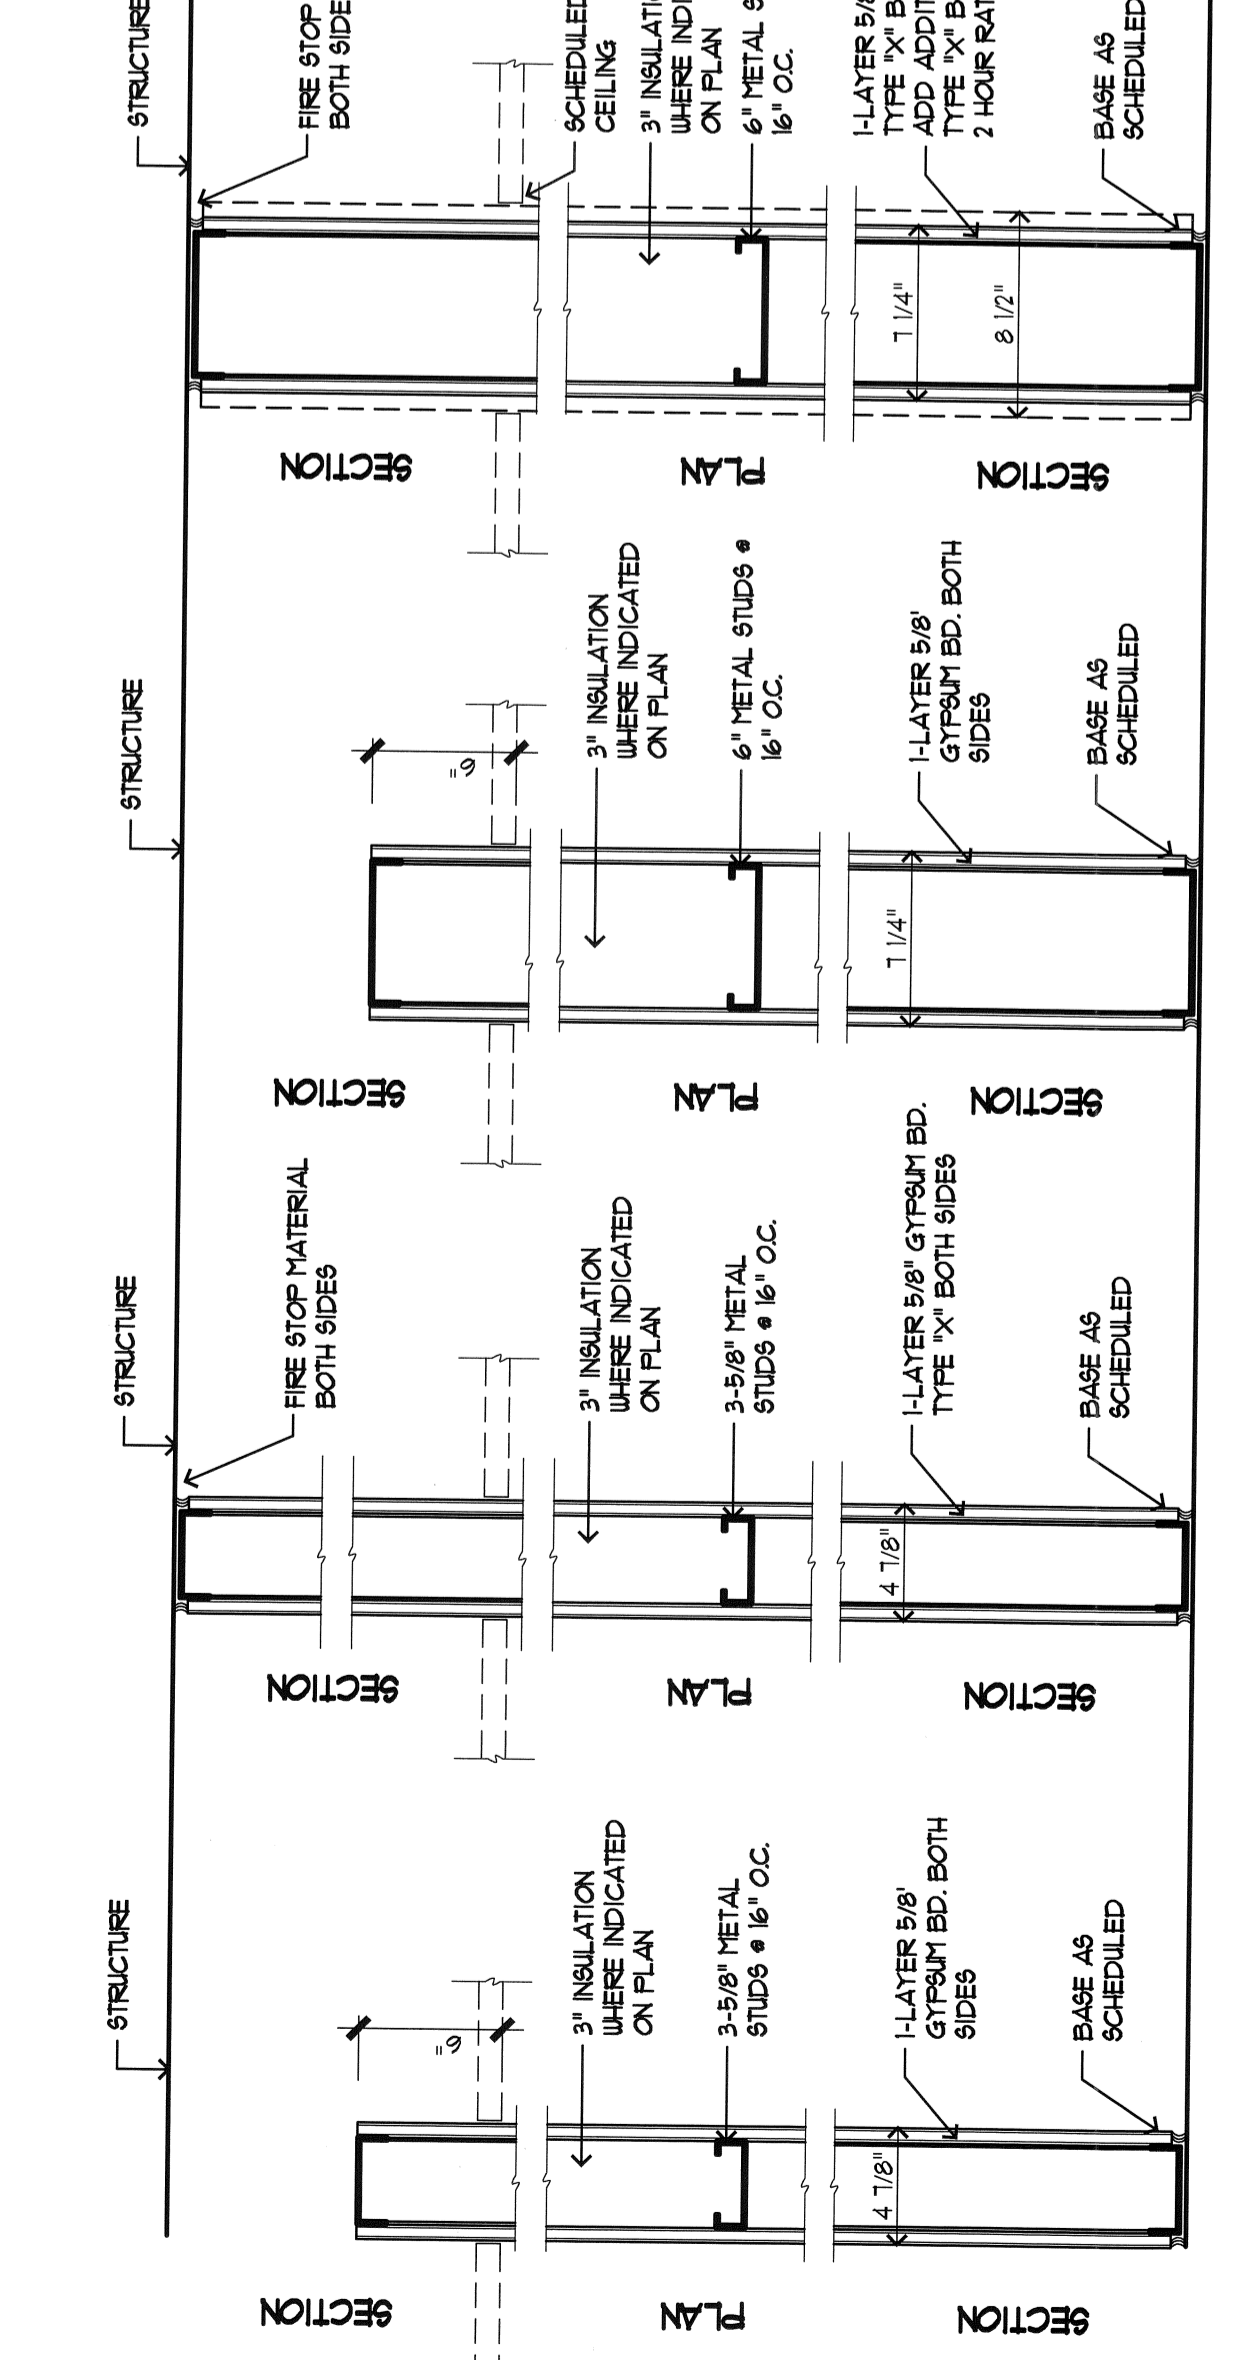 STRUCTURE
SECTION
6"
3" INSULATION
WHERE INDICATED
ON PLAN
PLAN
3-5/8" METAL
STUDS @ 16" O.C.
4 7/8"
1-LAYER 5/8'
GYPSUM BD. BOTH
SIDES
SECTION
BASE AS
SCHEDULED
STRUCTURE
FIRE STOP MATERIAL
BOTH SIDES
SECTION
3" INSULATION
WHERE INDICATED
ON PLAN
PLAN
3-5/8" METAL
STUDS @ 16" O.C.
4 7/8"
1-LAYER 5/8" GYPSUM BD.
TYPE "X" BOTH SIDES
SECTION
BASE AS
SCHEDULED
STRUCTURE
SECTION
6"
3" INSULATION
WHERE INDICATED
ON PLAN
PLAN
6" METAL STUDS @
16" O.C.
7 1/4"
1-LAYER 5/8'
GYPSUM BD. BOTH
SIDES
SECTION
BASE AS
SCHEDULED
STRUCTURE
FIRE STOP
BOTH SIDE
SECTION
SCHEDULED
CEILING
3" INSULATI
WHERE INDI
ON PLAN
PLAN
6" METAL S
16" O.C.
7 1/4"
8 1/2"
1-LAYER 5/8
TYPE "X" B
ADD ADDIT
TYPE "X" B
2 HOUR RAT
SECTION
BASE AS
SCHEDULED